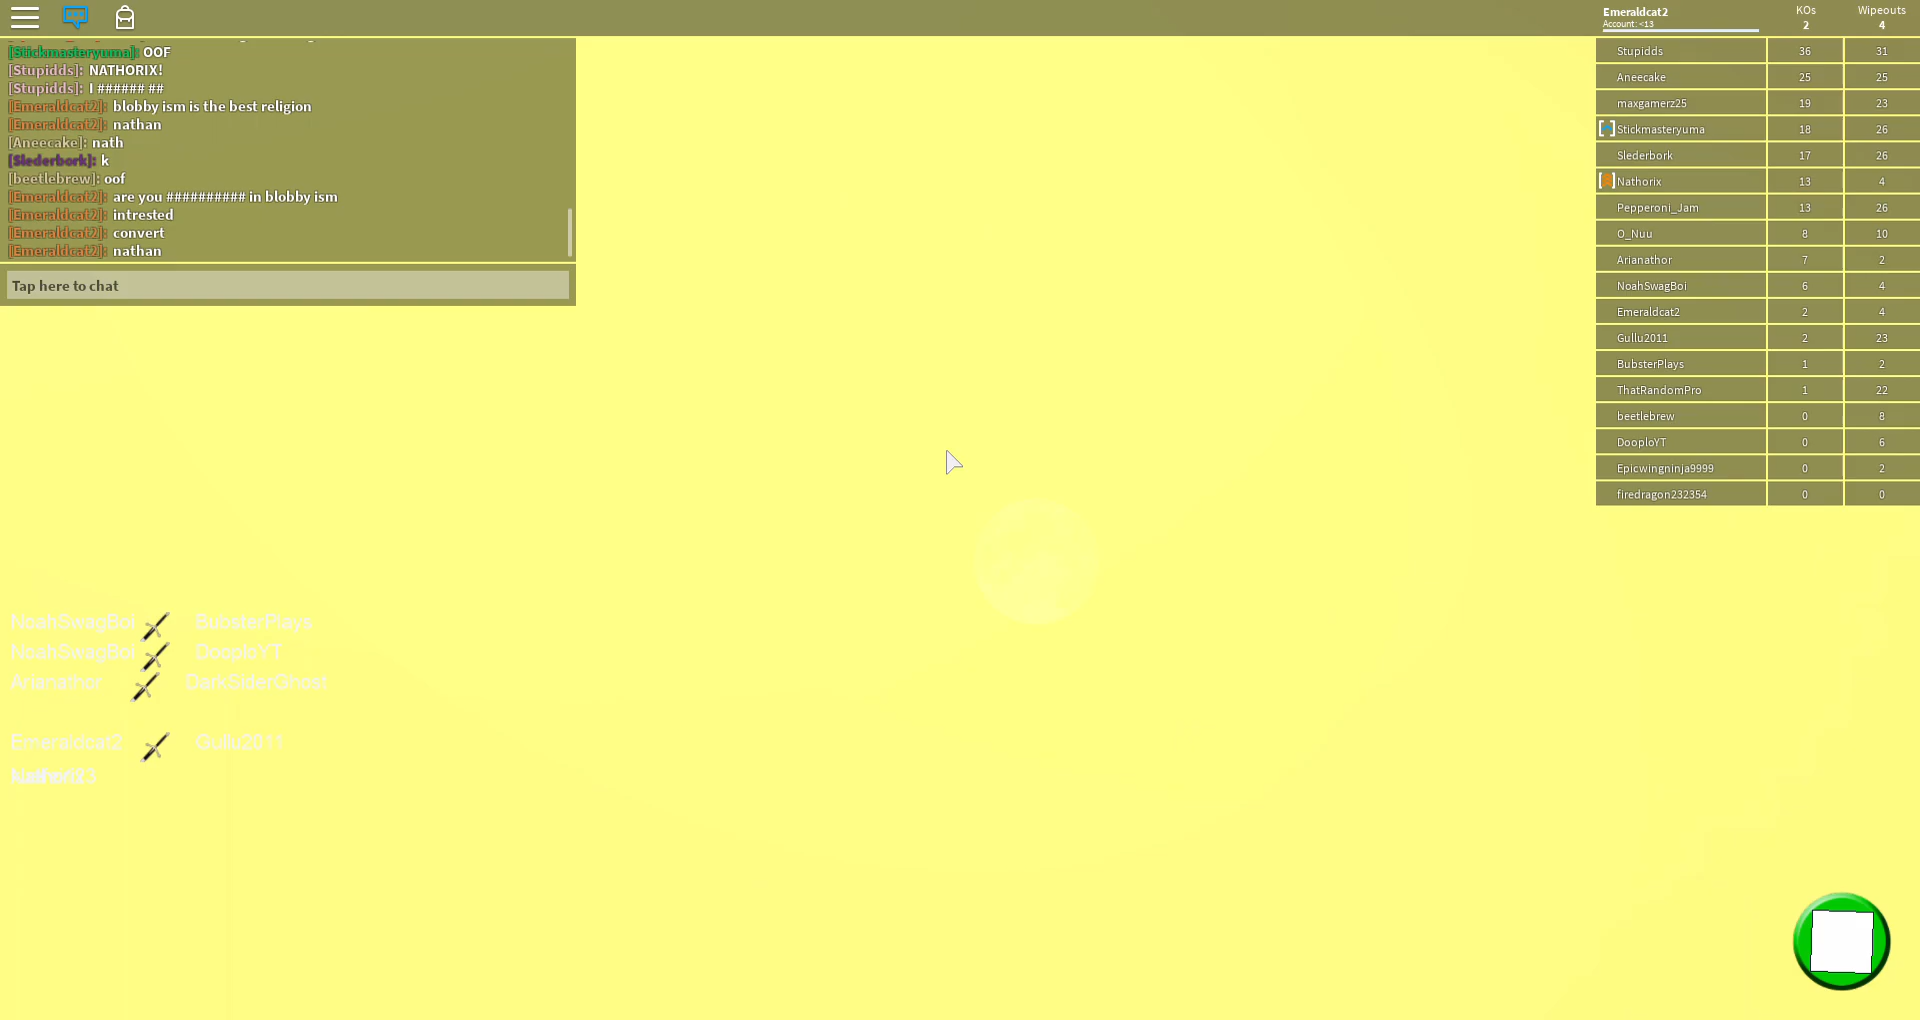 Emeraldcat2
Account: <13
KOs
2
Wipeouts
4
[Stickmasteryuma]: OOF
[Stupidds]: NATHORIX!
[Stupidds]: I ###### ##
[Emeraldcat2]: blobby ism is the best religion
[Emeraldcat2]: nathan
[Aneecake]: nath
[Slederbork]: k
[beetlebrew]: oof
[Emeraldcat2]: are you ########## in blobby ism
[Emeraldcat2]: intrested
[Emeraldcat2]: convert
[Emeraldcat2]: nathan
Tap here to chat
Stupidds 36 31
Aneecake 25 25
maxgamerz25 19 23
Stickmasteryuma 18 26
Slederbork 17 26
Nathorix 13 4
Pepperoni_Jam 13 26
O_Nuu 8 10
Arianathor 7 2
NoahSwagBoi 6 4
Emeraldcat2 2 4
Gullu2011 2 23
BubsterPlays 1 2
ThatRandomPro 1 22
beetlebrew 0 8
DooploYT 0 6
Epicwingninja9999 0 2
firedragon232354 0 0
NoahSwagBoi BubsterPlays
NoahSwagBoi DooploYT
Arianathor DarkSiderGhost
Emeraldcat2 Gullu2011